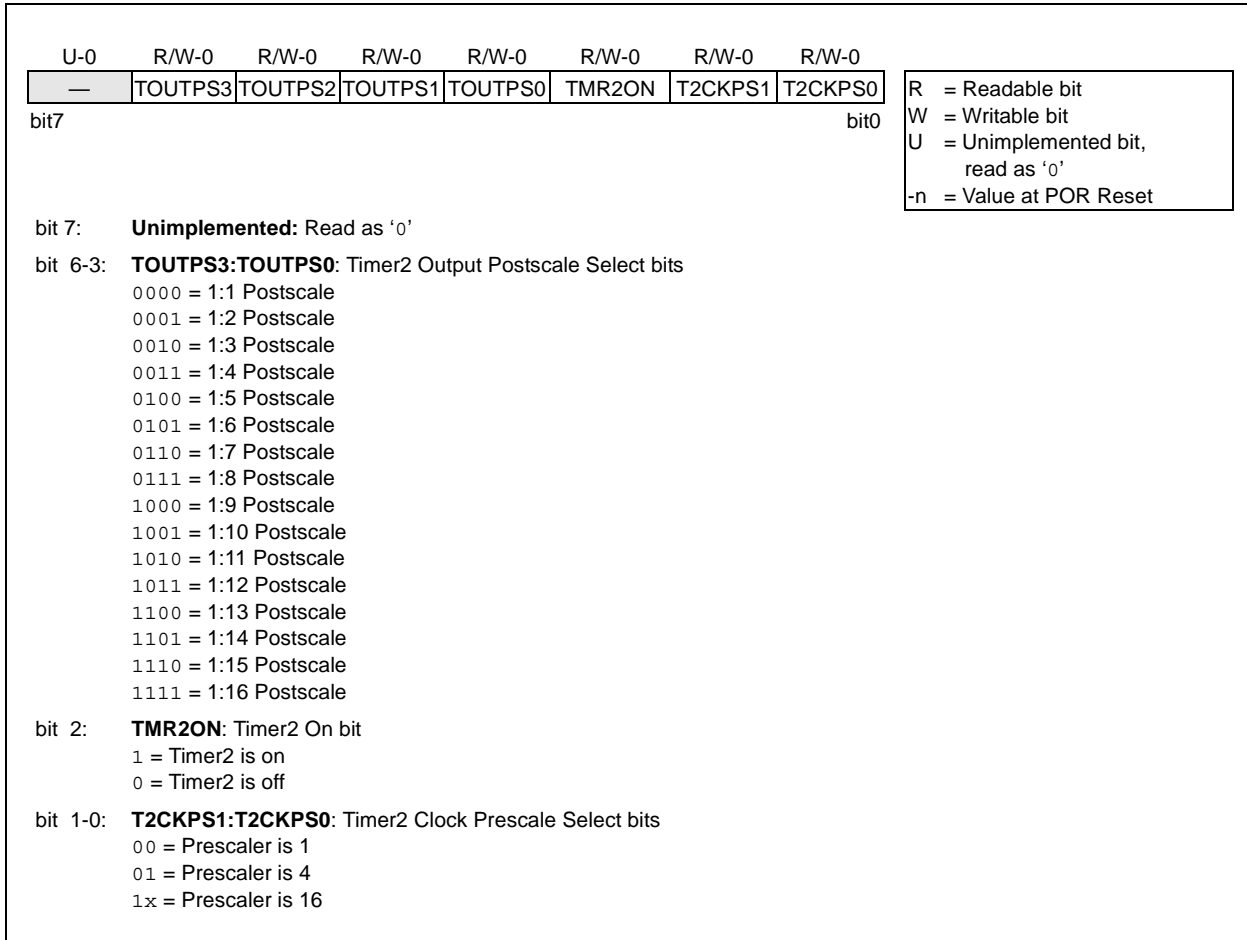 U-0 R/W-0 R/W-0 R/W-0 R/W-0 R/W-0 R/W-0 R/W-0
— TOUTPS3 TOUTPS2 TOUTPS1 TOUTPS0 TMR2ON T2CKPS1 T2CKPS0
bit7 bit0
R = Readable bit
W = Writable bit
U = Unimplemented bit,
read as ‘0’
-n = Value at POR Reset
bit 7: Unimplemented: Read as ‘0’
bit 6-3: TOUTPS3:TOUTPS0: Timer2 Output Postscale Select bits
0000 = 1:1 Postscale
0001 = 1:2 Postscale
0010 = 1:3 Postscale
0011 = 1:4 Postscale
0100 = 1:5 Postscale
0101 = 1:6 Postscale
0110 = 1:7 Postscale
0111 = 1:8 Postscale
1000 = 1:9 Postscale
1001 = 1:10 Postscale
1010 = 1:11 Postscale
1011 = 1:12 Postscale
1100 = 1:13 Postscale
1101 = 1:14 Postscale
1110 = 1:15 Postscale
1111 = 1:16 Postscale
bit 2: TMR2ON: Timer2 On bit
1 = Timer2 is on
0 = Timer2 is off
bit 1-0: T2CKPS1:T2CKPS0: Timer2 Clock Prescale Select bits
00 = Prescaler is 1
01 = Prescaler is 4
1x = Prescaler is 16